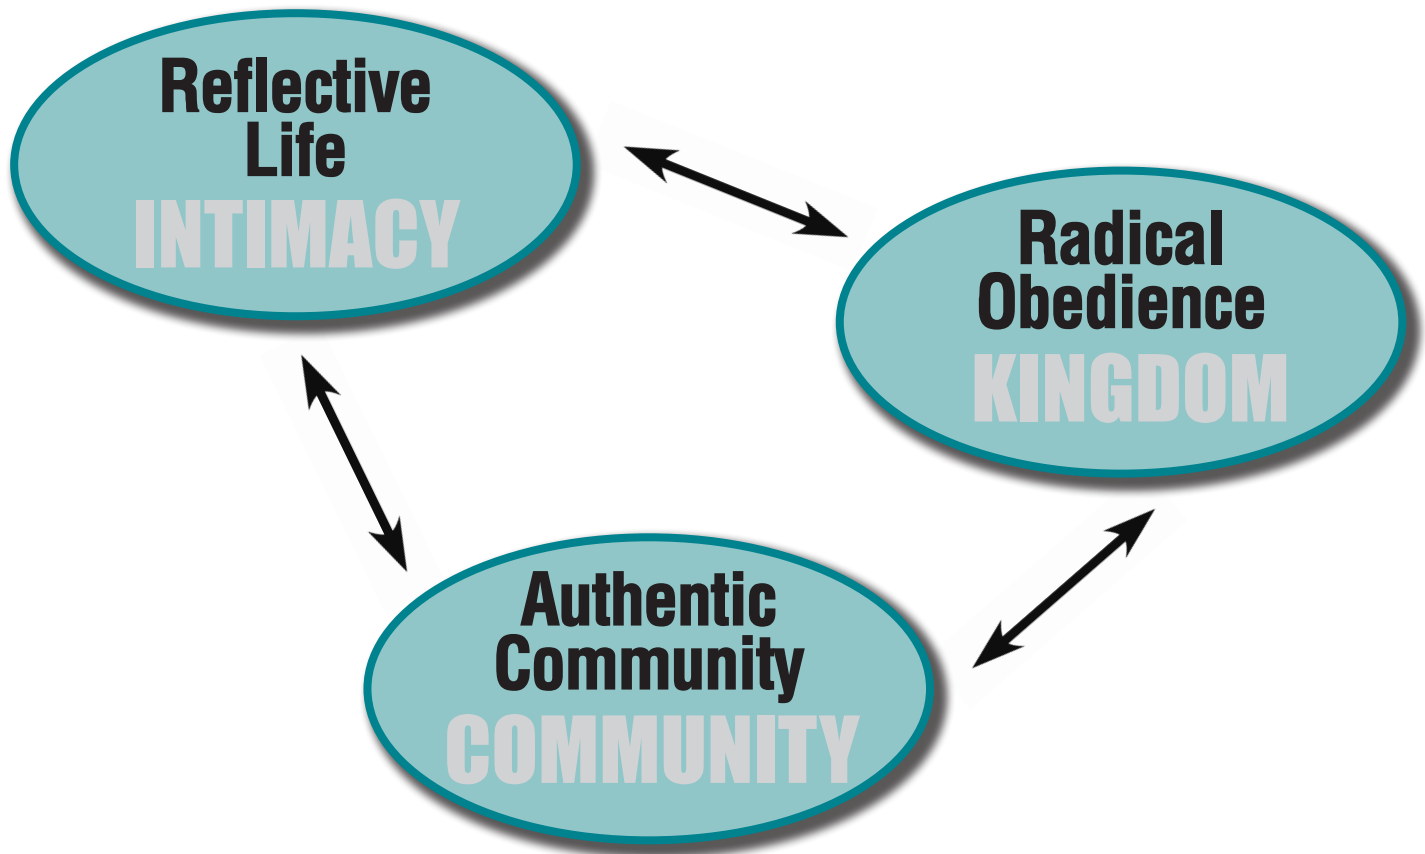 Reflective
Life
INTIMACY
Radical
Obedience
KINGDOM
Authentic
Community
COMMUNITY